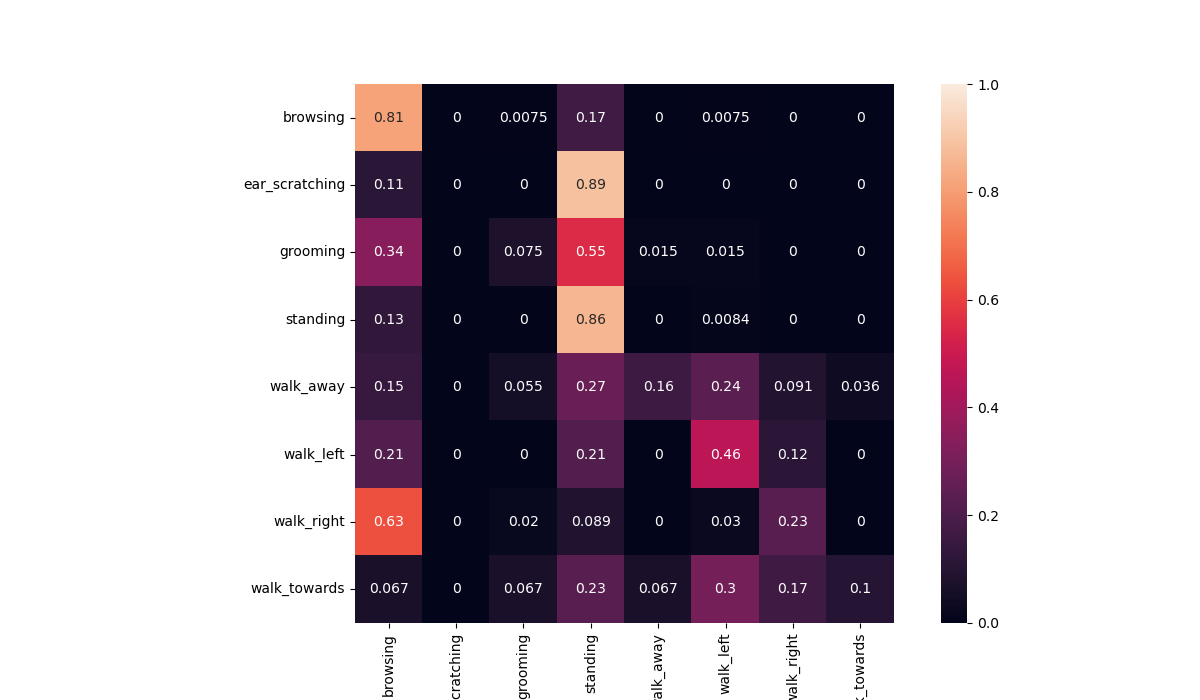 browsing 0.81 0 0.0075 0.17 0 0.0075 0 0
ear_scratching 0.11 0 0 0.89 0 0 0 0
grooming 0.34 0 0.075 0.55 0.015 0.015 0 0
standing 0.13 0 0 0.86 0 0.0084 0 0
walk_away 0.15 0 0.055 0.27 0.16 0.24 0.091 0.036
walk_left 0.21 0 0 0.21 0 0.46 0.12 0
walk_right 0.63 0 0.02 0.089 0 0.03 0.23 0
walk_towards 0.067 0 0.067 0.23 0.067 0.3 0.17 0.1
browsing
cratching
grooming
standing
alk_away
walk_left
walk_right
k_towards
1.0
0.8
0.6
0.4
0.2
0.0